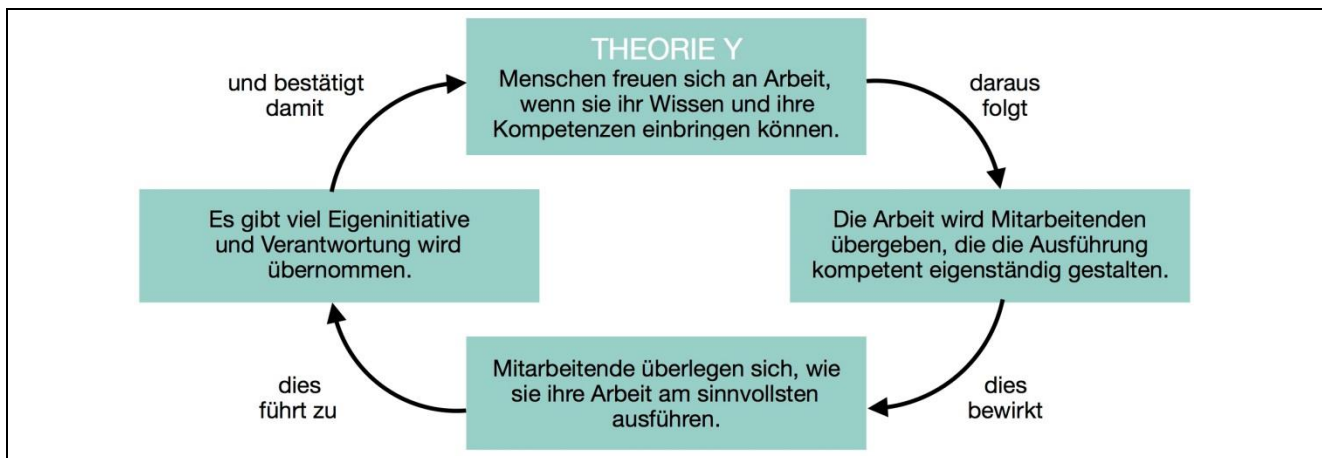 THEORIE Y
Menschen freuen sich an Arbeit,
wenn sie ihr Wissen und ihre
Kompetenzen einbringen können.
daraus
folgt
Die Arbeit wird Mitarbeitenden
übergeben, die die Ausführung
kompetent eigenständig gestalten.
dies
bewirkt
Mitarbeitende überlegen sich, wie
sie ihre Arbeit am sinnvollsten
ausführen.
dies
führt zu
Es gibt viel Eigeninitiative
und Verantwortung wird
übernommen.
und bestätigt
damit